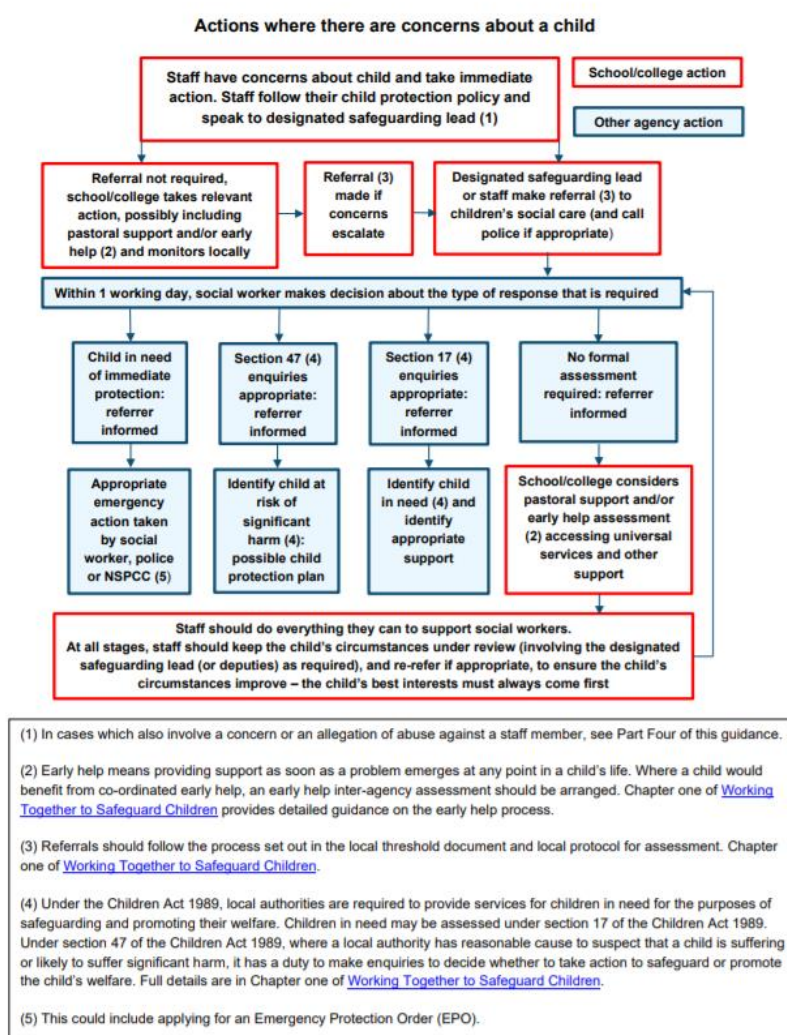 Actions where there are concerns about a child
Staff have concerns about child and take immediate
action. Staff follow their child protection policy and
speak to designated safeguarding lead (1)
School/college action
Other agency action
Referral not required,
school/college takes relevant
action, possibly including
pastoral support and/or early
help (2) and monitors locally
Referral (3)
made if
concerns
escalate
Designated safeguarding lead
or staff make referral (3) to
children's social care (and call
police if appropriate)
Within 1 working day, social worker makes decision about the type of response that is required
Child in need
of immediate
protection:
referrer
informed
Section 47 (4)
enquiries
appropriate:
referrer
informed
Section 17 (4)
enquiries
appropriate:
referrer
informed
No formal
assessment
required: referrer
informed
Appropriate
emergency
action taken
by social
worker, police
or NSPCC (5)
Identify child at
risk of
significant
harm (4):
possible child
protection plan
Identify child
in need (4) and
identify
appropriate
support
School/college considers
pastoral support and/or
early help assessment
(2) accessing universal
services and other
support
Staff should do everything they can to support social workers.
At all stages, staff should keep the child's circumstances under review (involving the designated
safeguarding lead (or deputies) as required), and re-refer if appropriate, to ensure the child's
circumstances improve – the child's best interests must always come first
(1) In cases which also involve a concern or an allegation of abuse against a staff member, see Part Four of this guidance.
(2) Early help means providing support as soon as a problem emerges at any point in a child's life. Where a child would
benefit from co-ordinated early help, an early help inter-agency assessment should be arranged. Chapter one of Working
Together to Safeguard Children provides detailed guidance on the early help process.
(3) Referrals should follow the process set out in the local threshold document and local protocol for assessment. Chapter
one of Working Together to Safeguard Children.
(4) Under the Children Act 1989, local authorities are required to provide services for children in need for the purposes of
safeguarding and promoting their welfare. Children in need may be assessed under section 17 of the Children Act 1989.
Under section 47 of the Children Act 1989, where a local authority has reasonable cause to suspect that a child is suffering
or likely to suffer significant harm, it has a duty to make enquiries to decide whether to take action to safeguard or promote
the child's welfare. Full details are in Chapter one of Working Together to Safeguard Children.
(5) This could include applying for an Emergency Protection Order (EPO).